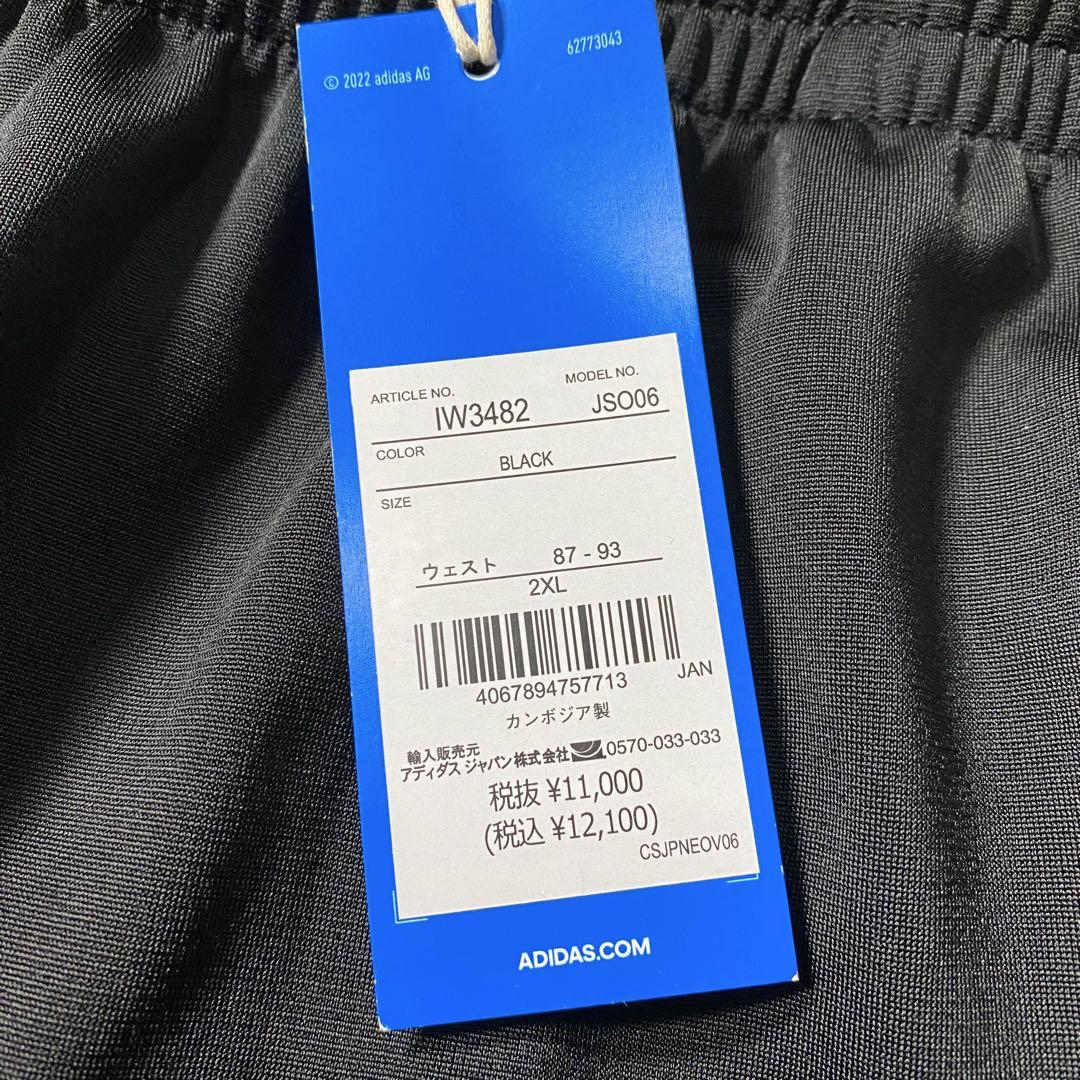 © 2022 adidas AG
62773043
ARTICLE NO.
MODEL NO.
IW3482
JSO06
COLOR
BLACK
SIZE
ウェスト 87 - 93
2XL
4067894757713 JAN
カンボジア製
輸入販売元
アディダス ジャパン株式会社 0570-033-033
税抜 ¥11,000
(税込 ¥12,100)
CSJPNEOV06
ADIDAS.COM